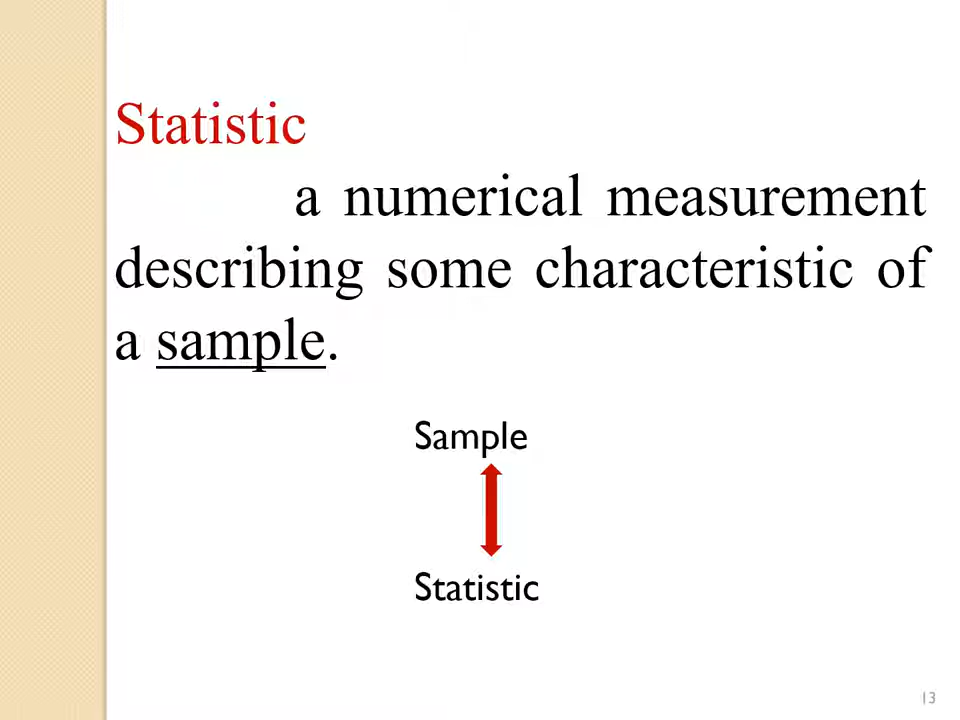 Statistic
a numerical measurement
describing some characteristic of
a sample.
Sample
Statistic
13